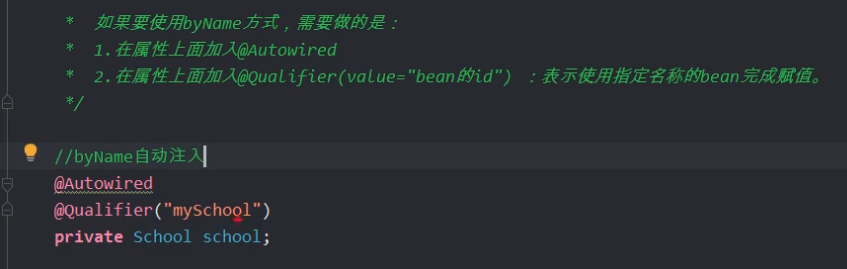 * 如果要使用byName方式，需要做的是：
* 1.在属性上面加入@Autowired
* 2.在属性上面加入@Qualifier(value="bean的id") ：表示使用指定名称的bean完成赋值。
*/
//byName自动注入
@Autowired
@Qualifier("mySchool")
private School school;